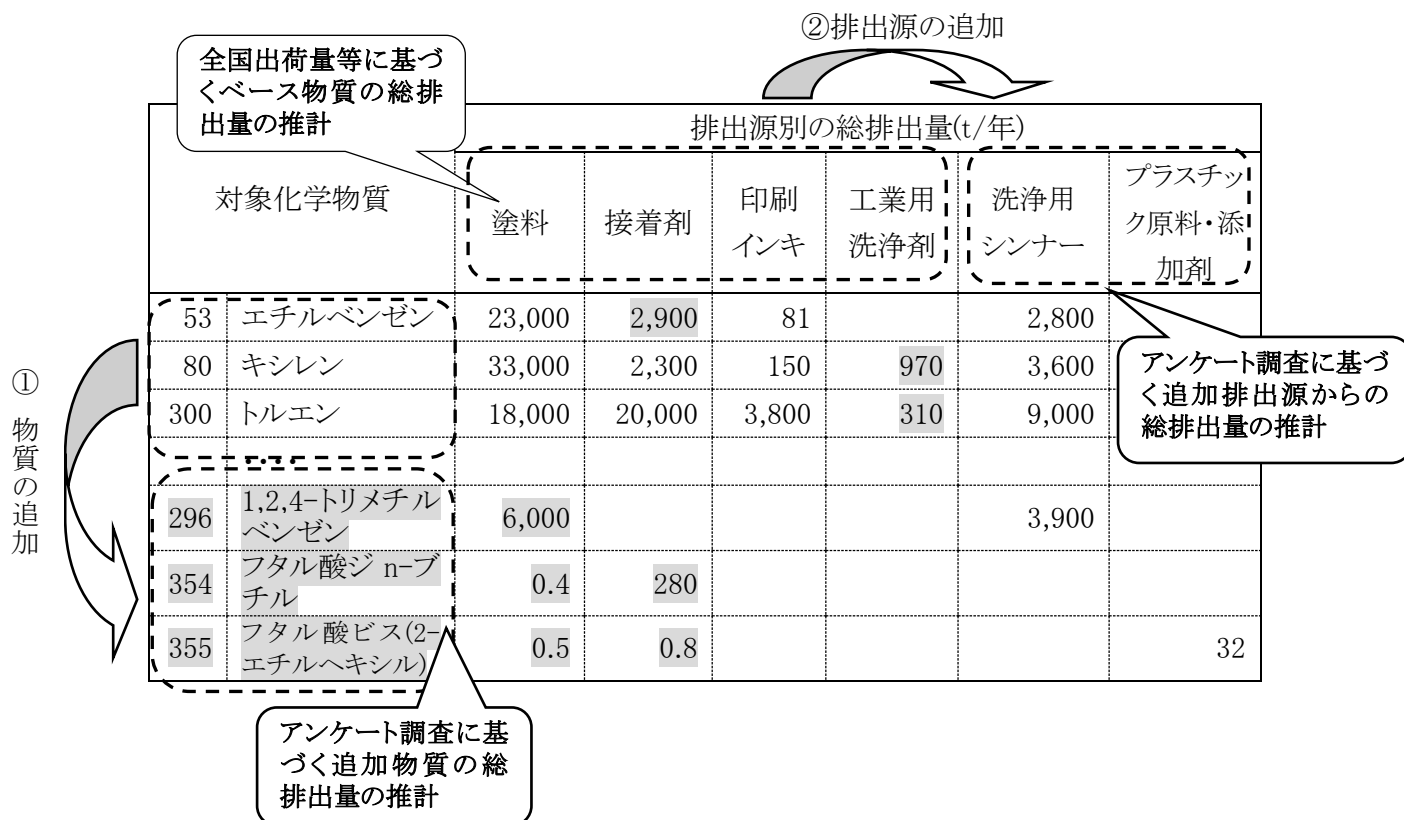 ②排出源の追加
全国出荷量等に基づ
くベース物質の総排
出量の推計
排出源別の総排出量(t/年)
対象化学物質
塗料
接着剤
印刷
インキ
工業用
洗浄剤
洗浄用
シンナー
プラスチッ
ク原料・添
加剤
53 エチルベンゼン 23,000 2,900 81 2,800
80 キシレン 33,000 2,300 150 970 3,600
300 トルエン 18,000 20,000 3,800 310 9,000
・・・・
296 1,2,4-トリメチル
ベンゼン 6,000 3,900
354 フタル酸ジ n-ブ
チル 0.4 280
355 フタル酸ビス(2-
エチルヘキシル) 0.5 0.8 32
① 物質の追加
アンケート調査に基づ
く追加排出源からの
総排出量の推計
アンケート調査に基
づく追加物質の総
排出量の推計